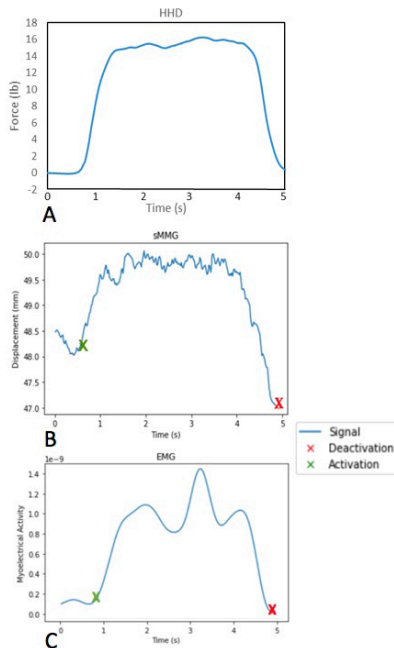 HHD
Force (lb)
18
16
14
12
10
8
6
4
2
0
-2
0
1
2
3
4
5
Time (s)
A
sMMG
Displacement (mm)
50.0
49.5
49.0
48.5
48.0
47.5
47.0
0
1
2
3
4
5
Time (s)
B
Signal
Deactivation
Activation
EMG
1e-9
Myoelectrical Activity
1.4
1.2
1.0
0.8
0.6
0.4
0.2
0.0
0
1
2
3
4
5
Time (s)
C